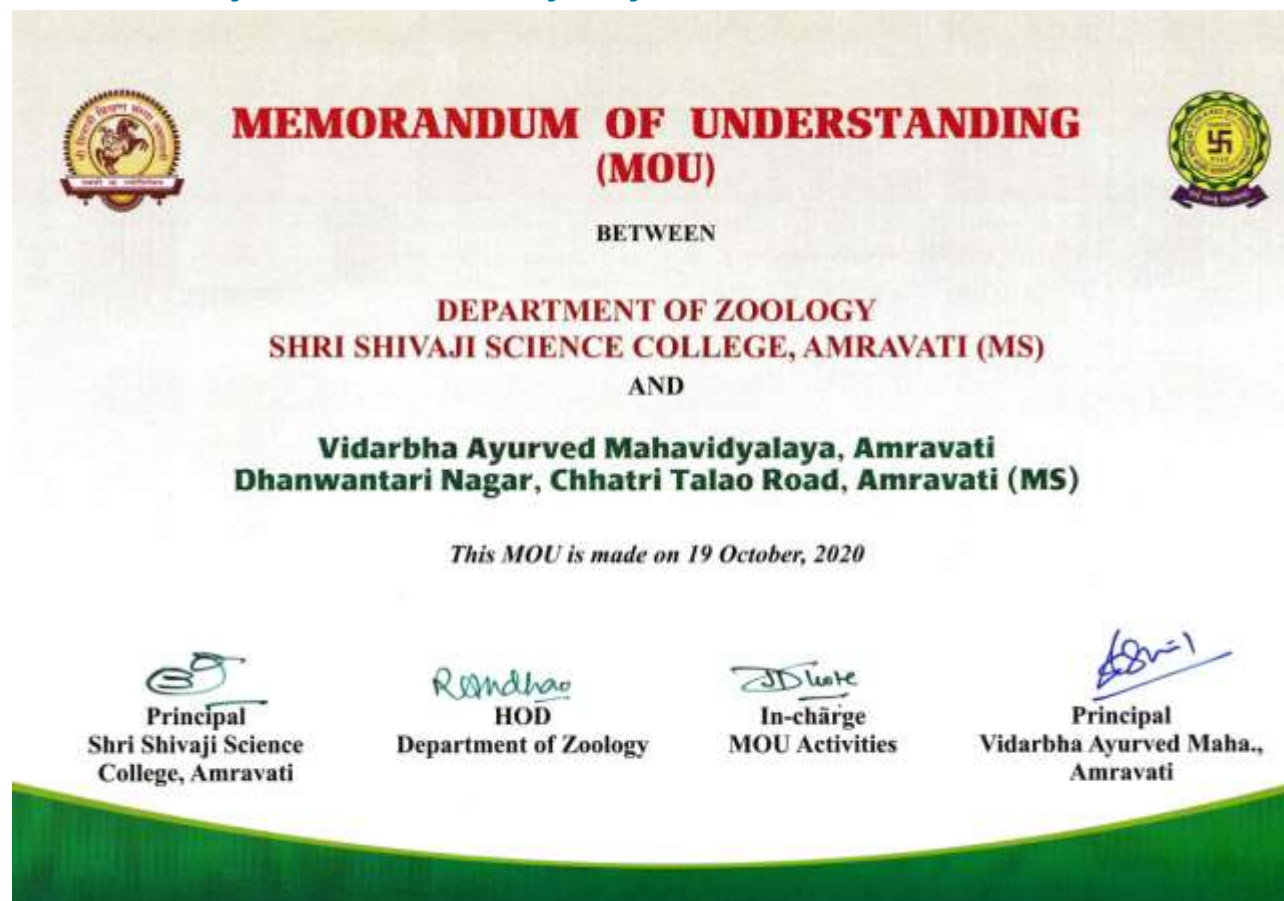 MEMORANDUM OF UNDERSTANDING
(MOU)
BETWEEN
DEPARTMENT OF ZOOLOGY
SHRI SHIVAJI SCIENCE COLLEGE, AMRAVATI (MS)
AND
Vidarbha Ayurved Mahavidyalaya, Amravati
Dhanwantari Nagar, Chhatri Talao Road, Amravati (MS)
This MOU is made on 19 October, 2020
Principal
Shri Shivaji Science
College, Amravati
HOD
Department of Zoology
In-charge
MOU Activities
Principal
Vidarbha Ayurved Maha.,
Amravati